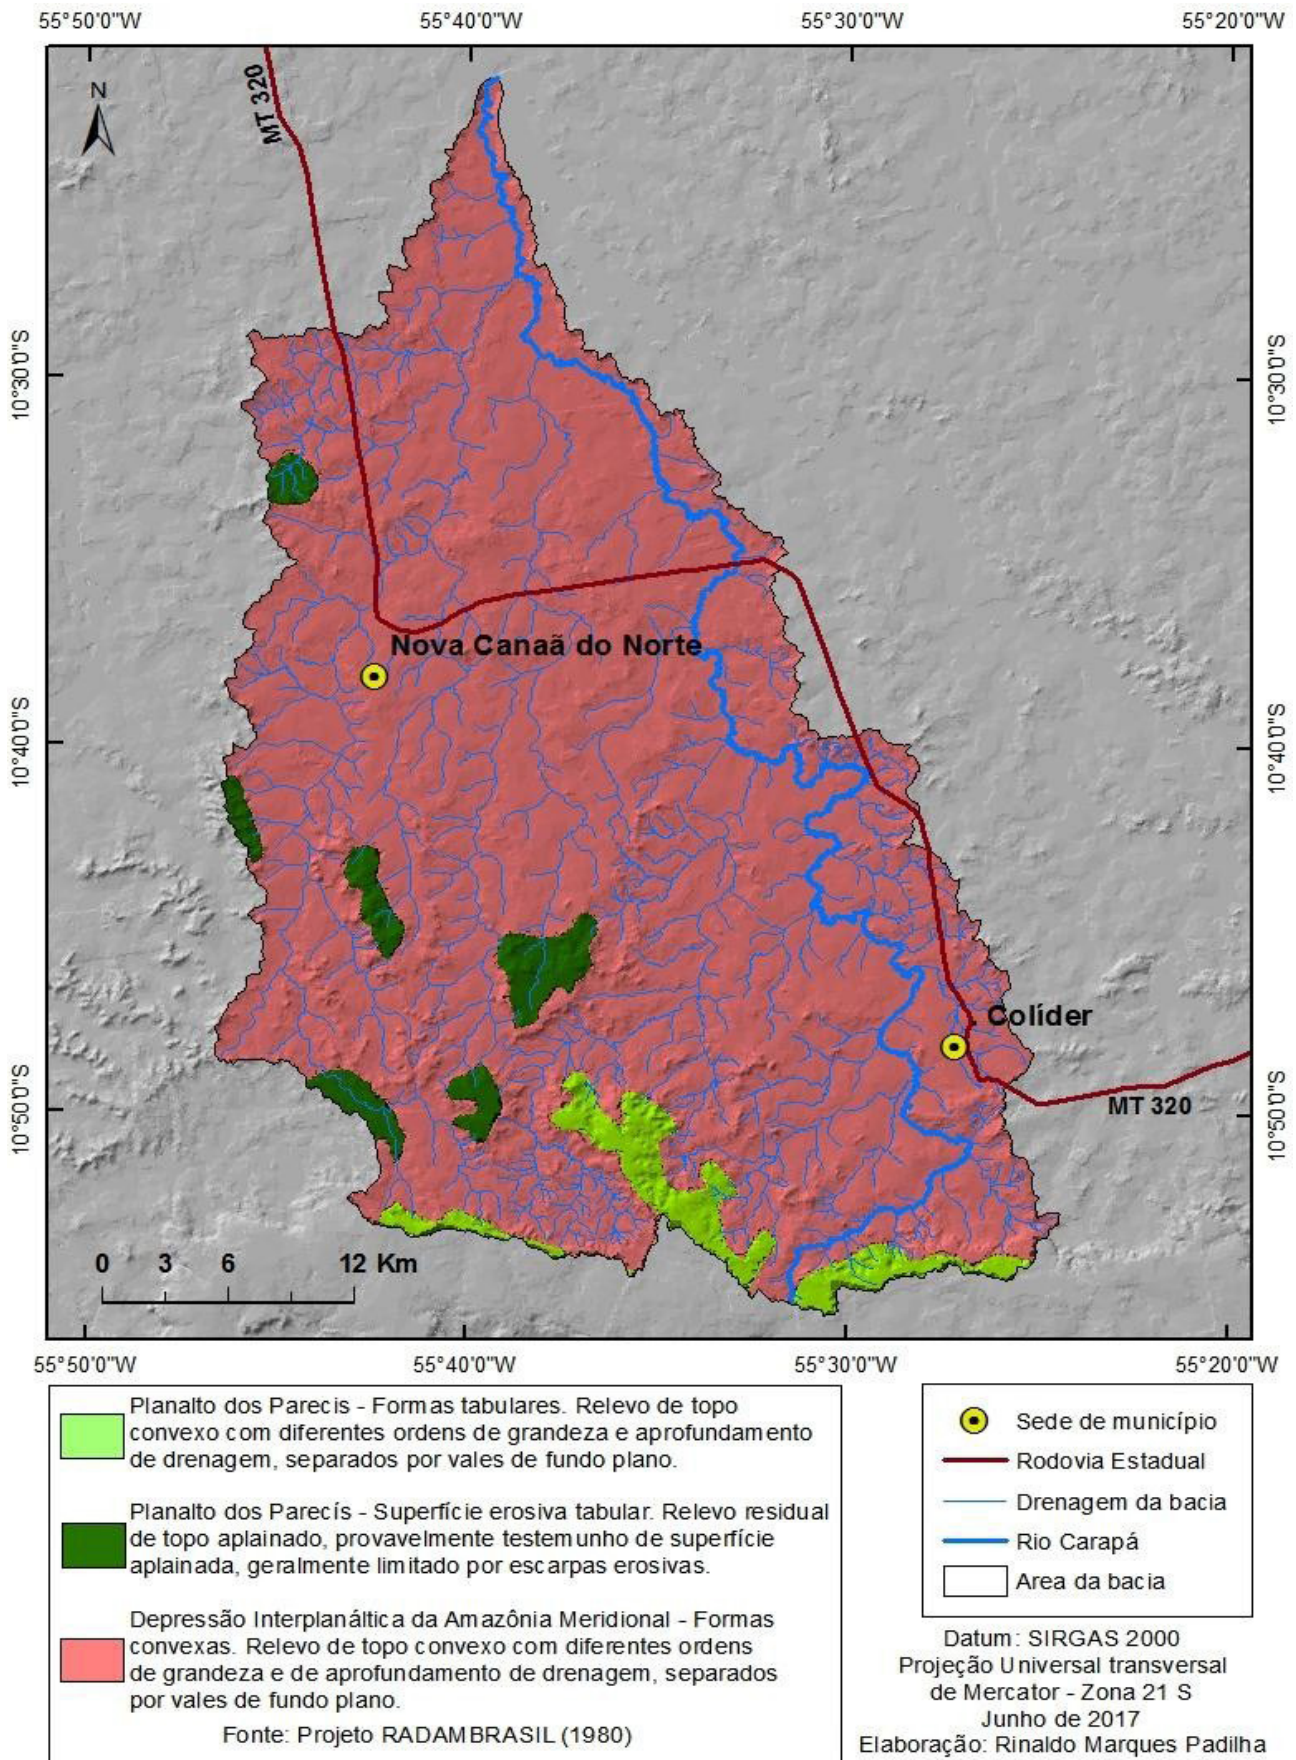 55°50'0"W
55°40'0"W
55°30'0"W
55°20'0"W
N
MT 320
10°30'0"S
10°30'0"S
Nova Canaã do Norte
10°40'0"S
10°40'0"S
Colíder
10°50'0"S
10°50'0"S
MT 320
0 3 6 12 Km
55°50'0"W
55°40'0"W
55°30'0"W
55°20'0"W
Planalto dos Parecis - Formas tabulares. Relevo de topo
convexo com diferentes ordens de grandeza e aprofundamento
de drenagem, separados por vales de fundo plano.
Planalto dos Parecís - Superfície erosiva tabular. Relevo residual
de topo aplainado, provavelmente testemunho de superfície
aplainada, geralmente limitado por escarpas erosivas.
Depressão Interplanáltica da Amazônia Meridional - Formas
convexas. Relevo de topo convexo com diferentes ordens
de grandeza e de aprofundamento de drenagem, separados
por vales de fundo plano.
Fonte: Projeto RADAMBRASIL (1980)
Sede de município
Rodovia Estadual
Drenagem da bacia
Rio Carapá
Area da bacia
Datum: SIRGAS 2000
Projeção Universal transversal
de Mercator - Zona 21 S
Junho de 2017
Elaboração: Rinaldo Marques Padilha